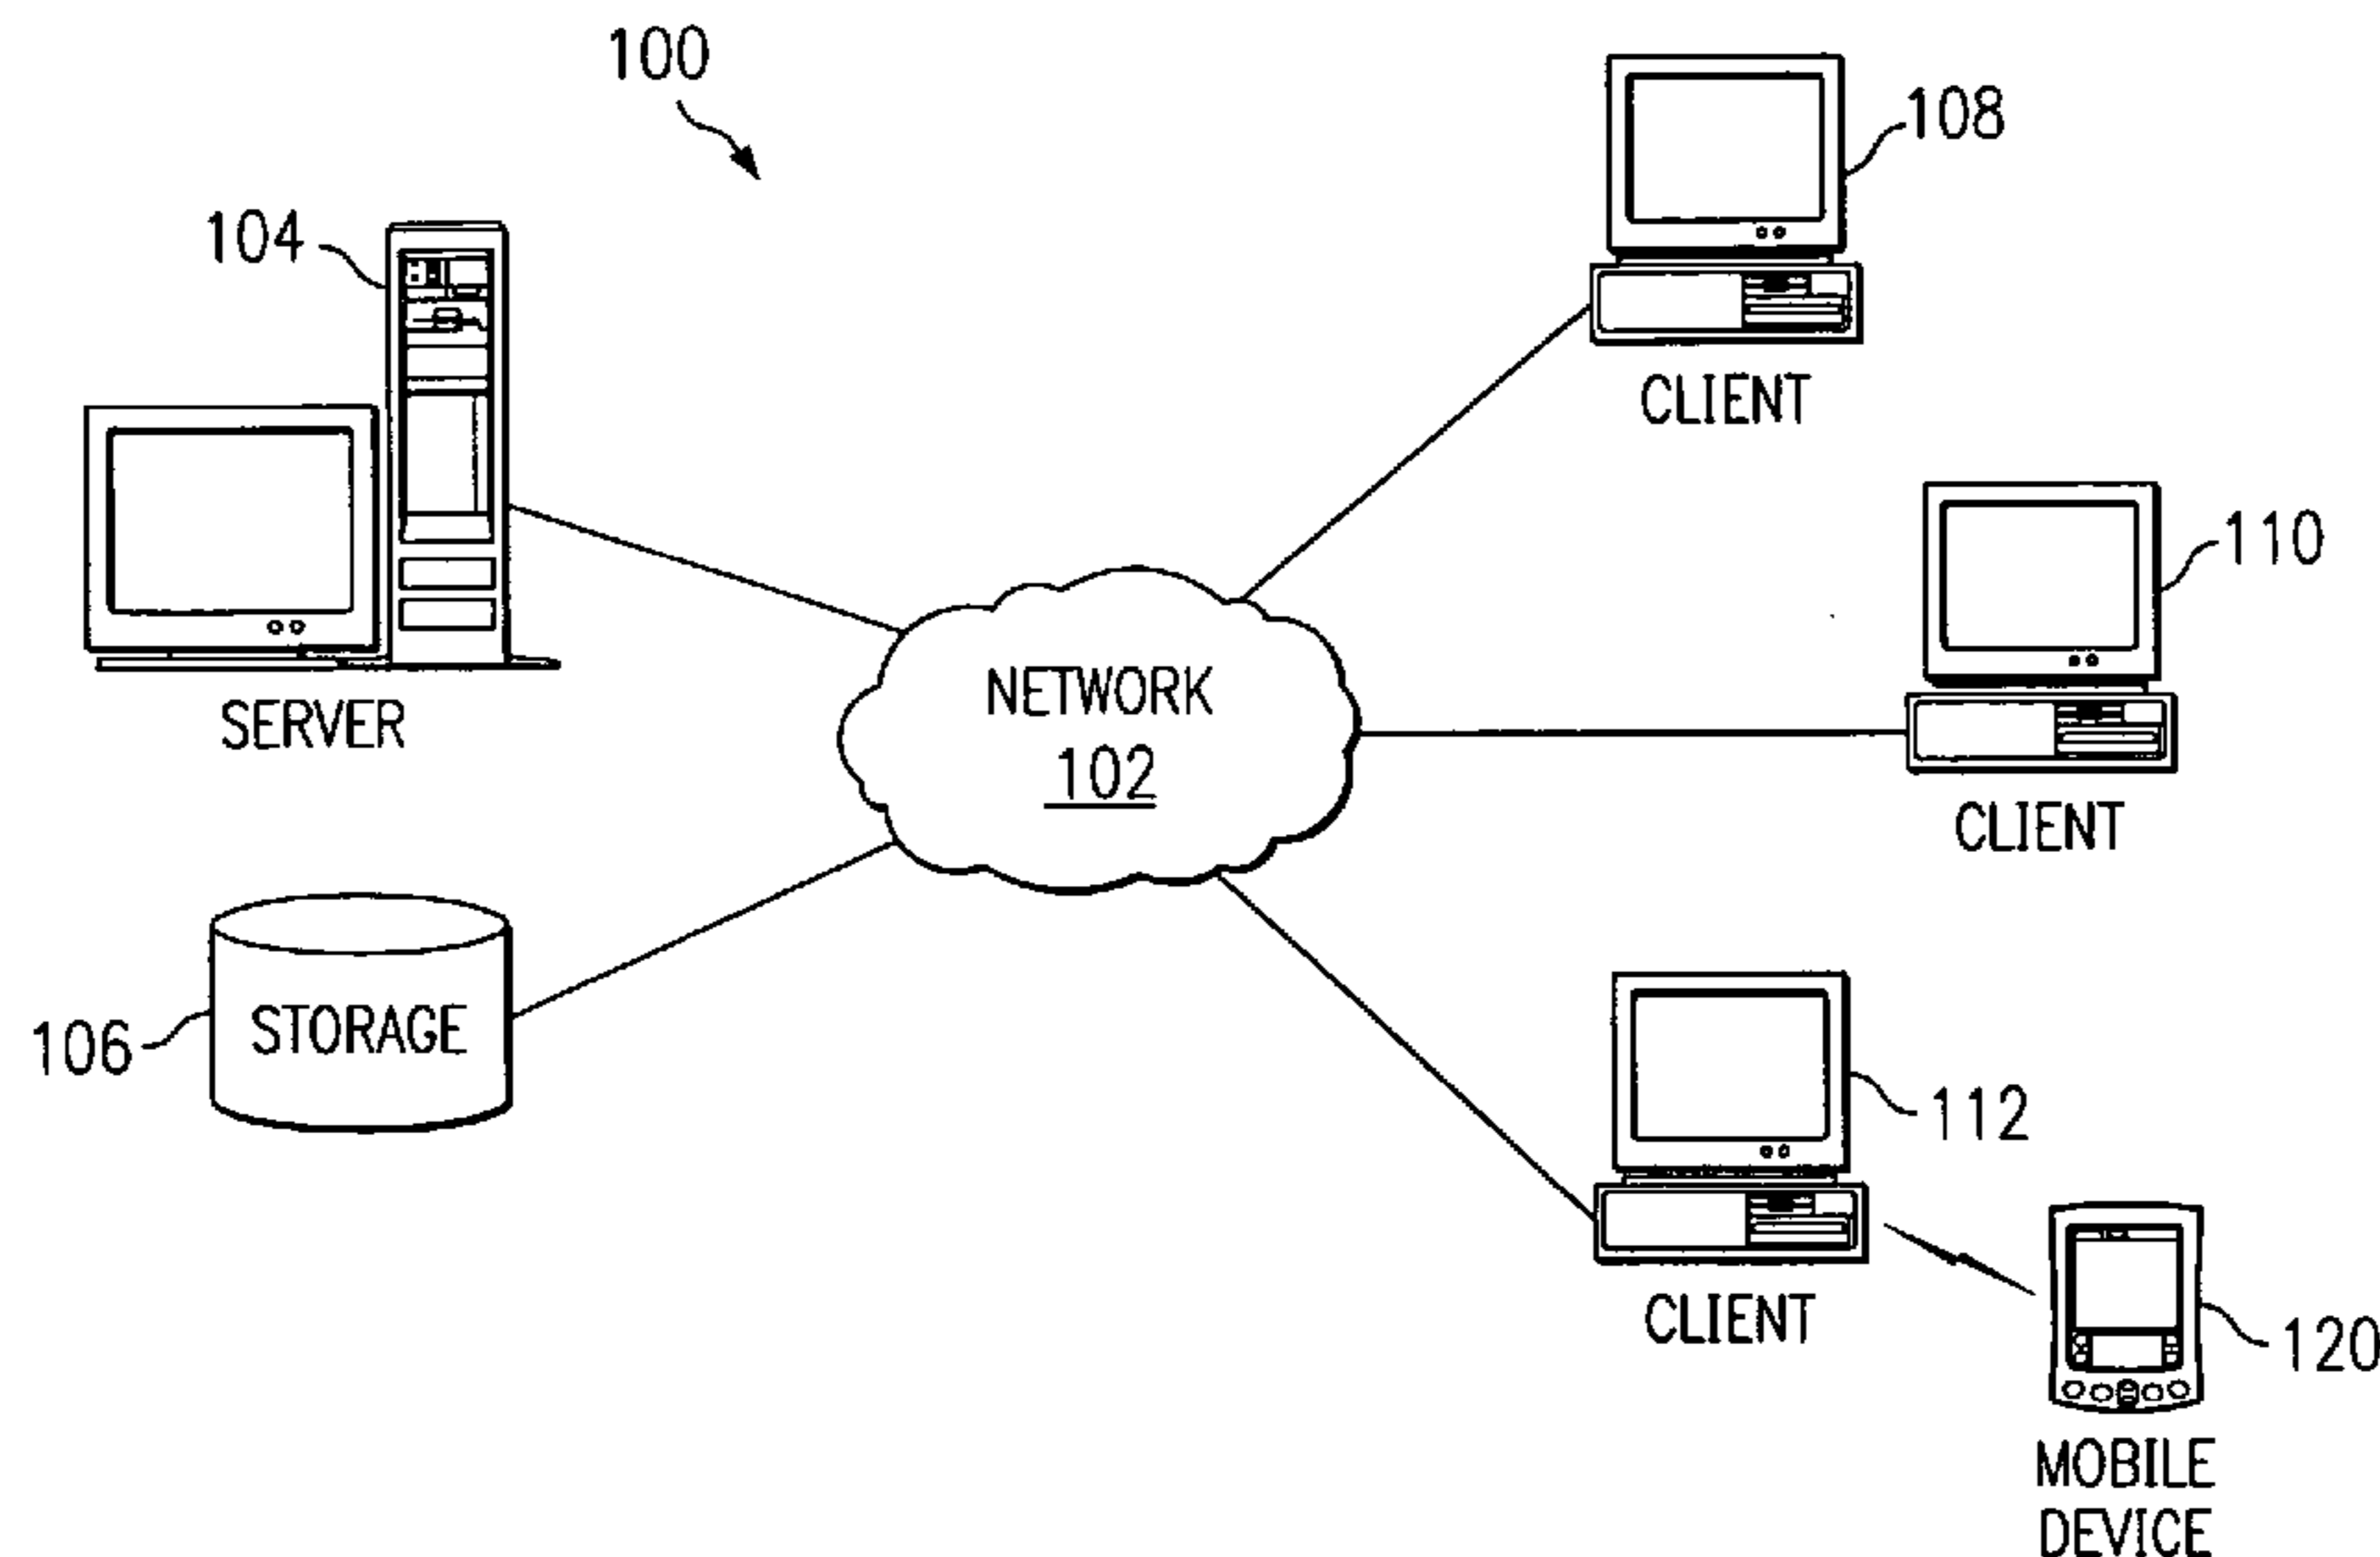 100
108
104
CLIENT
110
SERVER
NETWORK
102
CLIENT
STORAGE
106
112
CLIENT
120
MOBILE
DEVICE